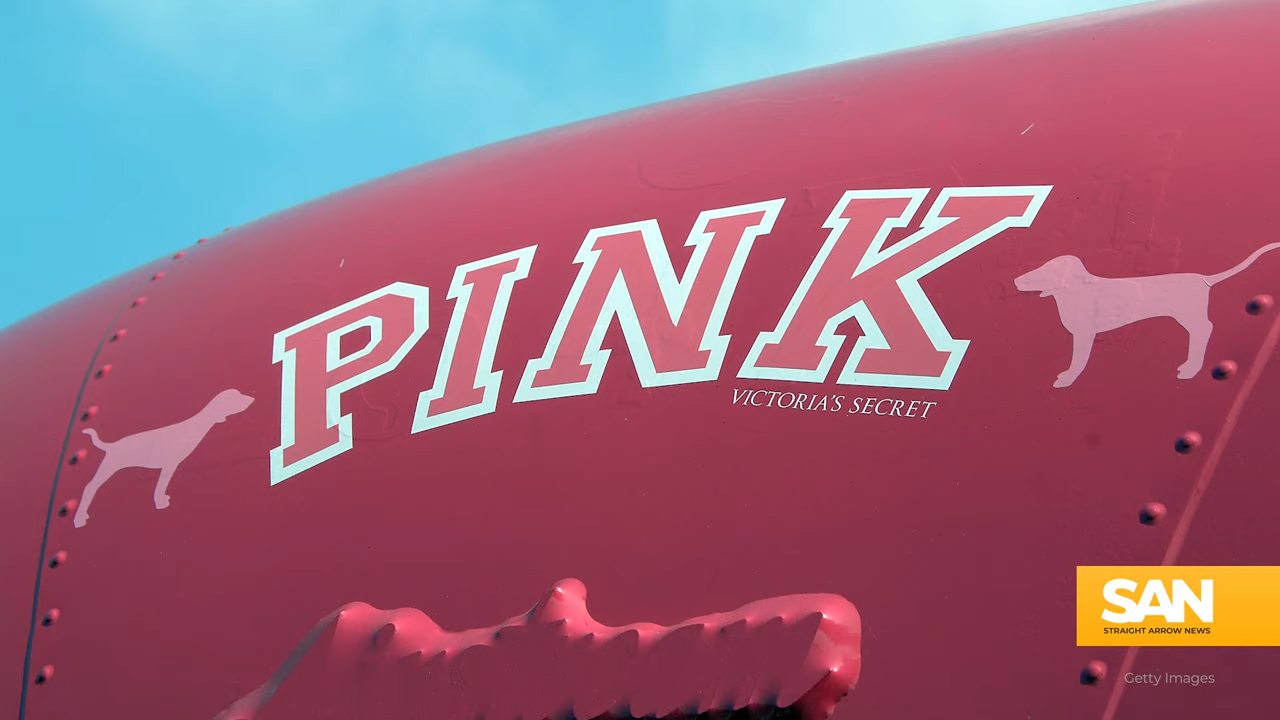 PINK
VICTORIA'S SECRET
SAN
STRAIGHT ARROW NEWS
Getty Images